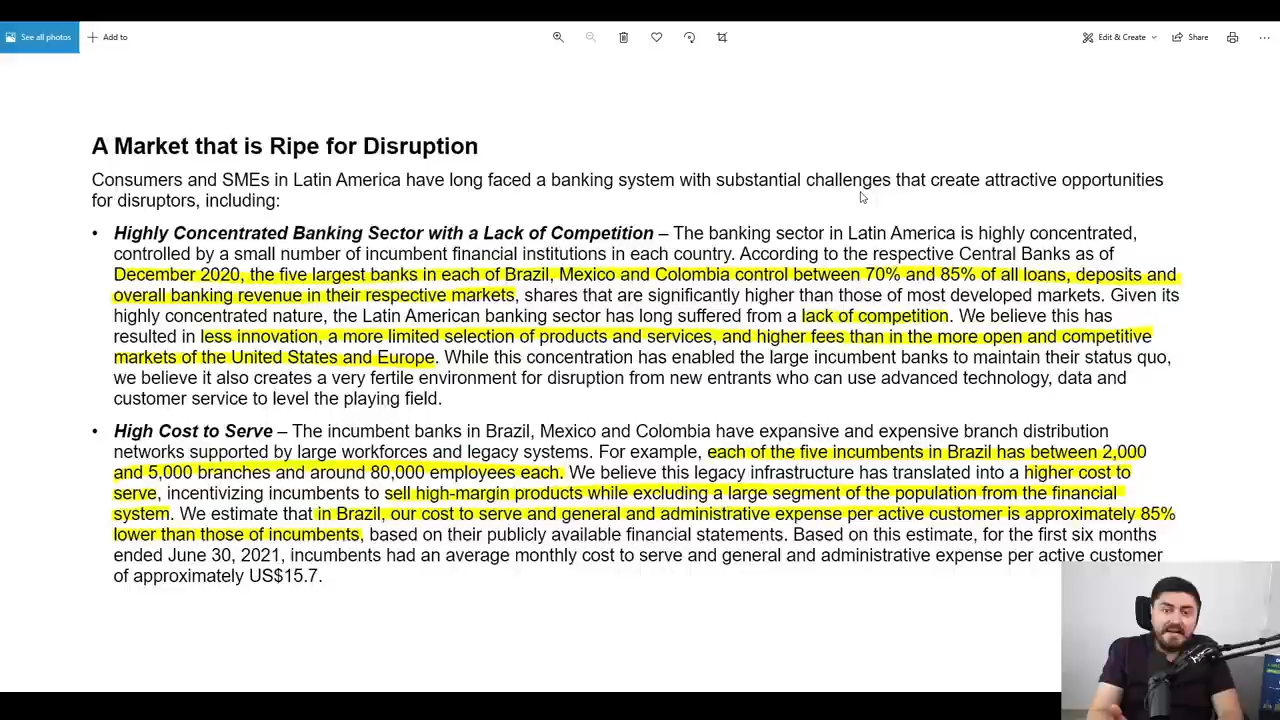 See all photos
Add to
Edit & Create
Share
A Market that is Ripe for Disruption
Consumers and SMEs in Latin America have long faced a banking system with substantial challenges that create attractive opportunities
for disruptors, including:
• Highly Concentrated Banking Sector with a Lack of Competition – The banking sector in Latin America is highly concentrated,
controlled by a small number of incumbent financial institutions in each country. According to the respective Central Banks as of
December 2020, the five largest banks in each of Brazil, Mexico and Colombia control between 70% and 85% of all loans, deposits and
overall banking revenue in their respective markets, shares that are significantly higher than those of most developed markets. Given its
highly concentrated nature, the Latin American banking sector has long suffered from a lack of competition. We believe this has
resulted in less innovation, a more limited selection of products and services, and higher fees than in the more open and competitive
markets of the United States and Europe. While this concentration has enabled the large incumbent banks to maintain their status quo,
we believe it also creates a very fertile environment for disruption from new entrants who can use advanced technology, data and
customer service to level the playing field.
• High Cost to Serve – The incumbent banks in Brazil, Mexico and Colombia have expansive and expensive branch distribution
networks supported by large workforces and legacy systems. For example, each of the five incumbents in Brazil has between 2,000
and 5,000 branches and around 80,000 employees each. We believe this legacy infrastructure has translated into a higher cost to
serve, incentivizing incumbents to sell high-margin products while excluding a large segment of the population from the financial
system. We estimate that in Brazil, our cost to serve and general and administrative expense per active customer is approximately 85%
lower than those of incumbents, based on their publicly available financial statements. Based on this estimate, for the first six months
ended June 30, 2021, incumbents had an average monthly cost to serve and general and administrative expense per active customer
of approximately US$15.7.